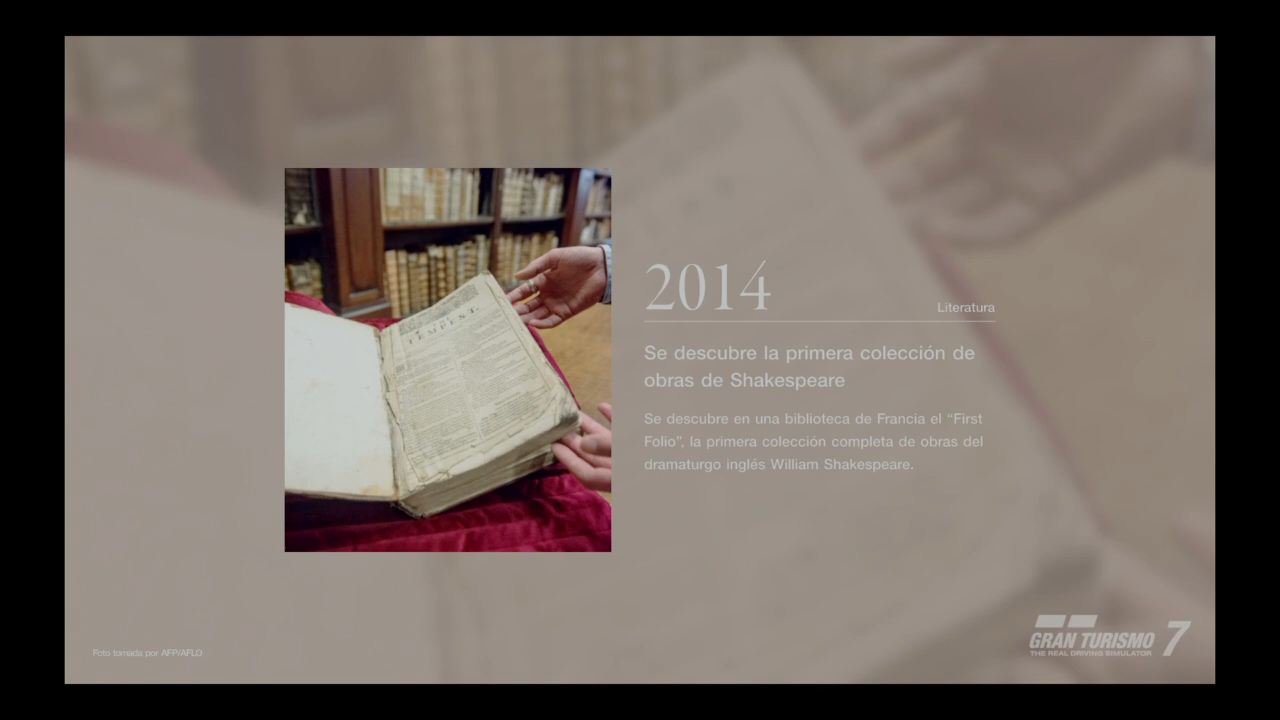 TEMPEST.
2014
Literatura
Se descubre la primera colección de
obras de Shakespeare
Se descubre en una biblioteca de Francia el “First
Folio”, la primera colección completa de obras del
dramaturgo inglés William Shakespeare.
Foto tomada por AFP/AFLO
GRAN TURISMO 7
THE REAL DRIVING SIMULATOR